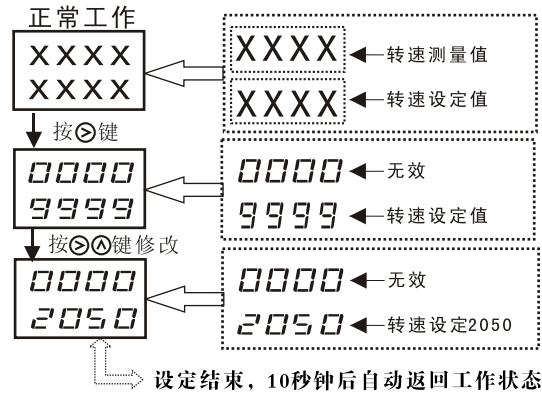 正常工作
XXXX
XXXX
XXXX
转速测量值
XXXX
转速设定值
按>键
0000
9999
0000
无效
9999
转速设定值
按>∧键修改
0000
2050
0000
无效
2050
转速设定2050
设定结束，10秒钟后自动返回工作状态